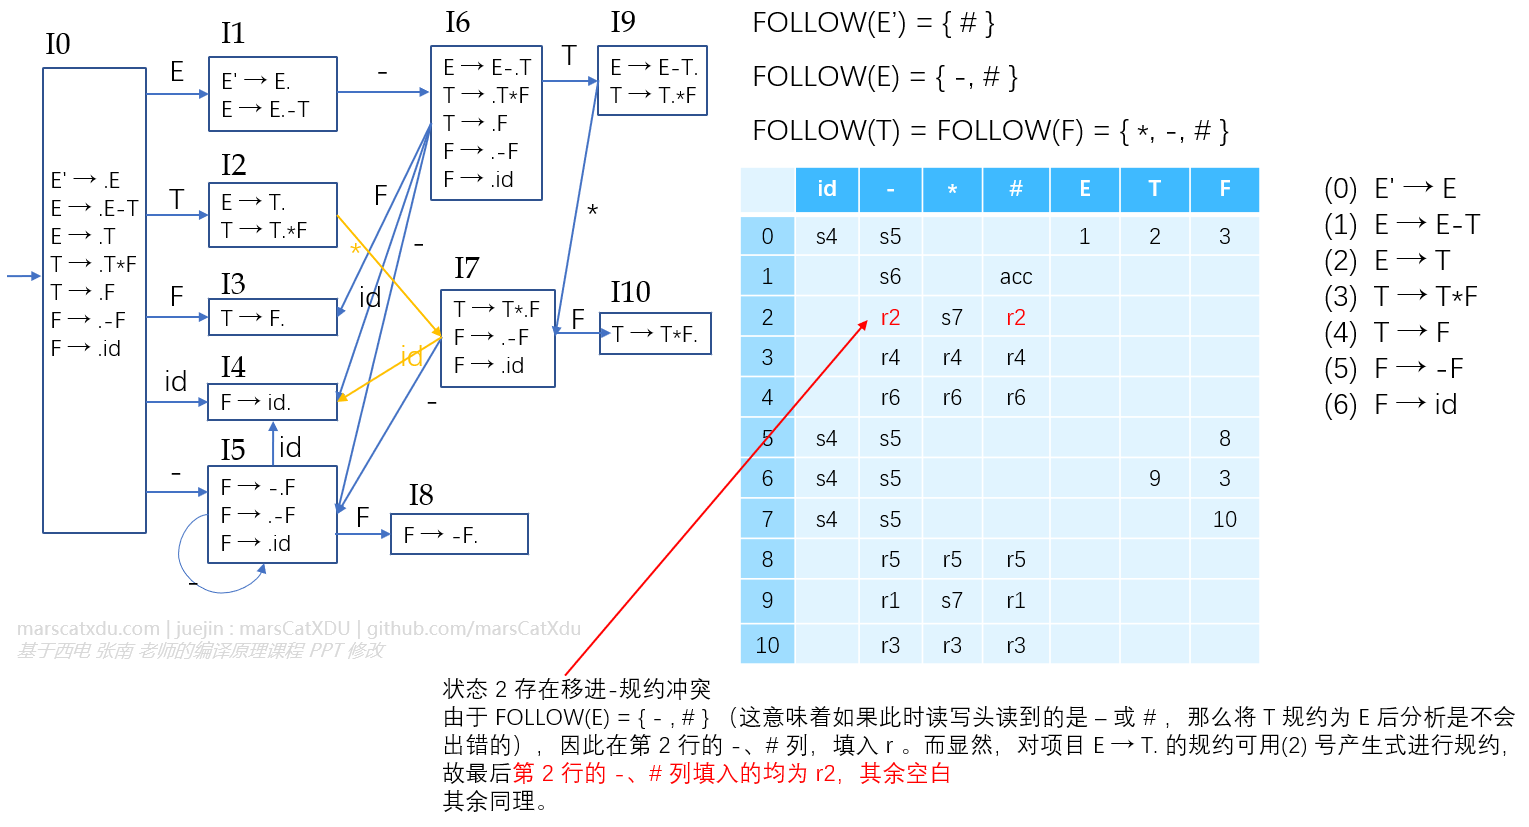 I0
E' → .E
E → .E-T
E → .T
T → .T*F
T → .F
F → .-F
F → .id
E
T
F
id
-
I1
E' → E.
E → E.-T
I2
E → T.
T → T.*F
I3
T → F.
I4
F → id.
id
I5
F → -.F
F → .-F
F → .id
-
F
I8
F → -F.
-
I6
E → E-.T
T → .T*F
T → .F
F → .-F
F → .id
F
-
id
*
id
-
I7
T → T*.F
F → .-F
F → .id
T
*
F
I9
E → E-T.
T → T.*F
I10
T → T*F.
FOLLOW(E’) = { # }
FOLLOW(E) = { -, # }
FOLLOW(T) = FOLLOW(F) = { *, -, # }
id - * # E T F
0 s4 s5 1 2 3
1 s6 acc
2 r2 s7 r2
3 r4 r4 r4
4 r6 r6 r6
5 s4 s5 8
6 s4 s5 9 3
7 s4 s5 10
8 r5 r5 r5
9 r1 s7 r1
10 r3 r3 r3
(0) E' → E
(1) E → E-T
(2) E → T
(3) T → T*F
(4) T → F
(5) F → -F
(6) F → id
marscatxdu.com | juejin : marsCatXDU | github.com/marsCatXdu
基于西电 张南 老师的编译原理课程 PPT 修改
状态 2 存在移进-规约冲突
由于 FOLLOW(E) = { - , # } （这意味着如果此时读写头读到的是 – 或 # ，那么将 T 规约为 E 后分析是不会
出错的），因此在第 2 行的 -、# 列，填入 r 。而显然，对项目 E → T. 的规约可用(2) 号产生式进行规约，
故最后第 2 行的 -、# 列填入的均为 r2，其余空白
其余同理。